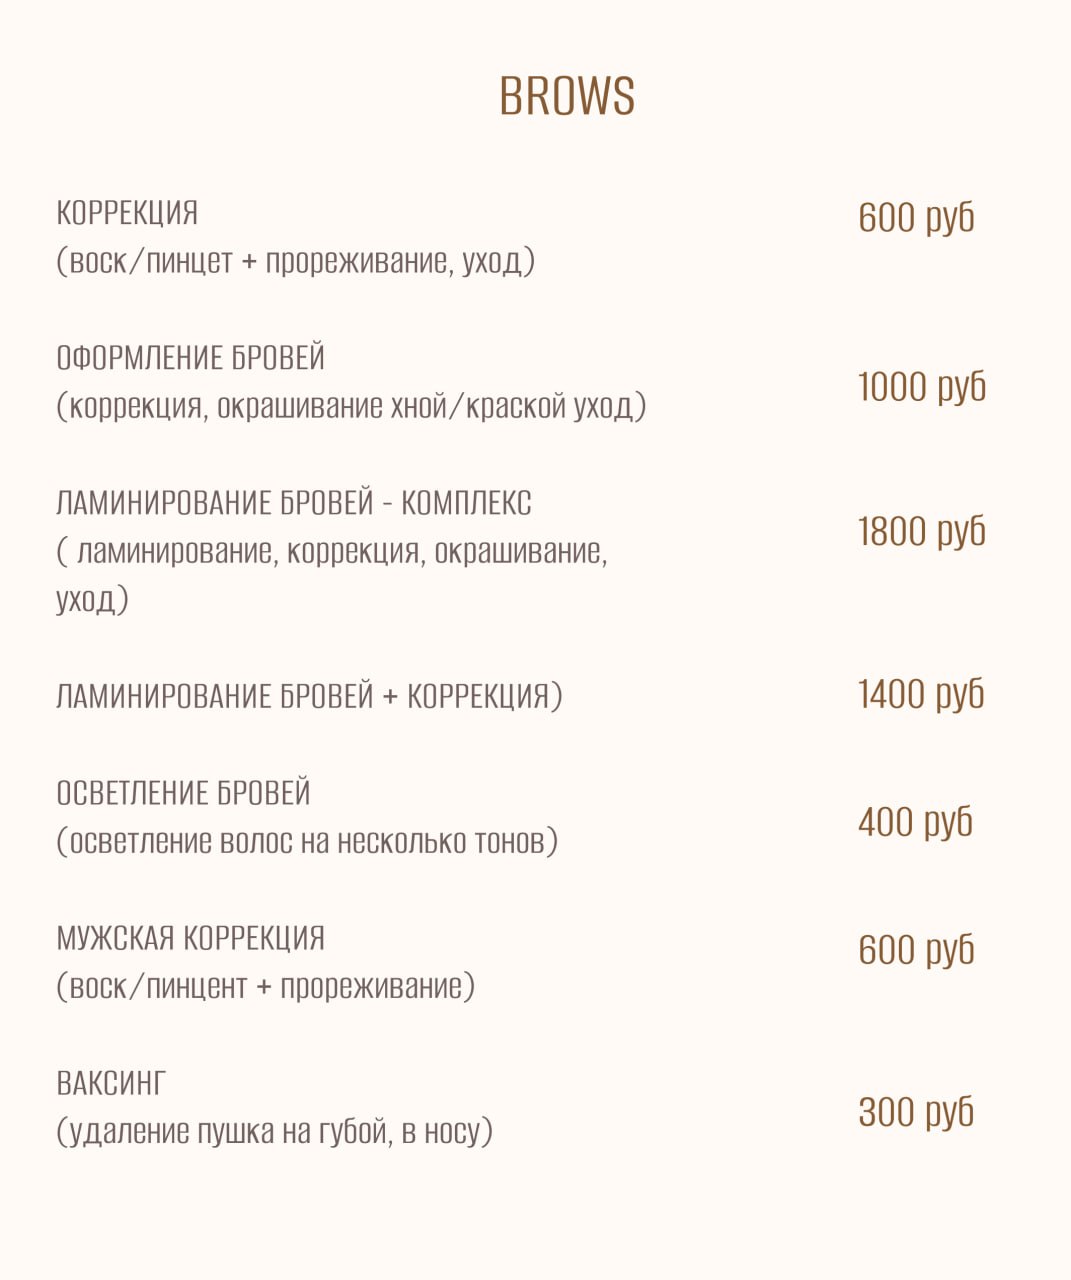 BROWS
КОРРЕКЦИЯ
600 руб
(воск/пинцет + прореживание, уход)
ОФОРМЛЕНИЕ БРОВЕЙ
1000 руб
(коррекция, окрашивание хной/краской уход)
ЛАМИНИРОВАНИЕ БРОВЕЙ - КОМПЛЕКС
1800 руб
( ламинирование, коррекция, окрашивание,
уход)
ЛАМИНИРОВАНИЕ БРОВЕЙ + КОРРЕКЦИЯ)
1400 руб
ОСВЕТЛЕНИЕ БРОВЕЙ
400 руб
(осветление волос на несколько тонов)
МУЖСКАЯ КОРРЕКЦИЯ
600 руб
(воск/пинцент + прореживание)
ВАКСИНГ
300 руб
(удаление пушка на губой, в носу)